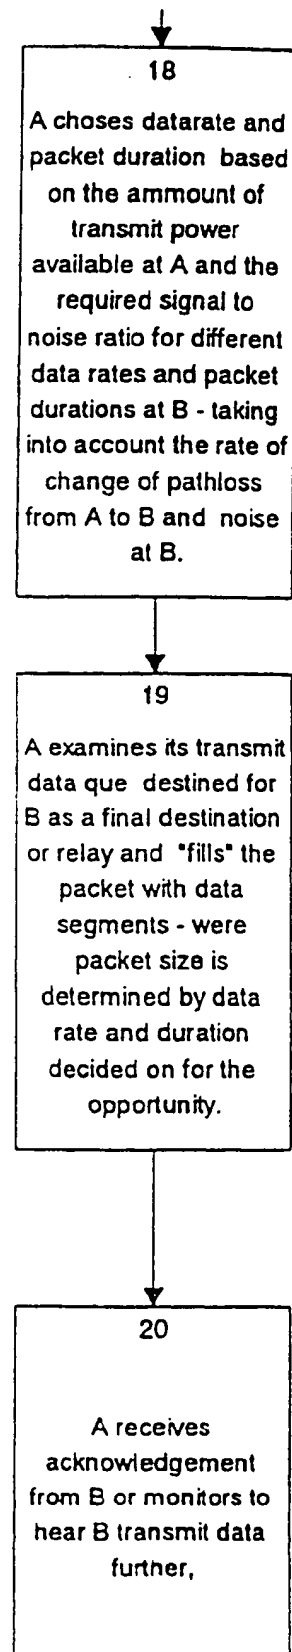 18
A choses datarate and
packet duration based
on the ammount of
transmit power
available at A and the
required signal to
noise ratio for different
data rates and packet
durations at B - taking
into account the rate of
change of pathloss
from A to B and noise
at B.
19
A examines its transmit
data que destined for
B as a final destination
or relay and "fills" the
packet with data
segments - were
packet size is
determined by data
rate and duration
decided on for the
opportunity.
20
A receives
acknowledgement
from B or monitors to
hear B transmit data
further,